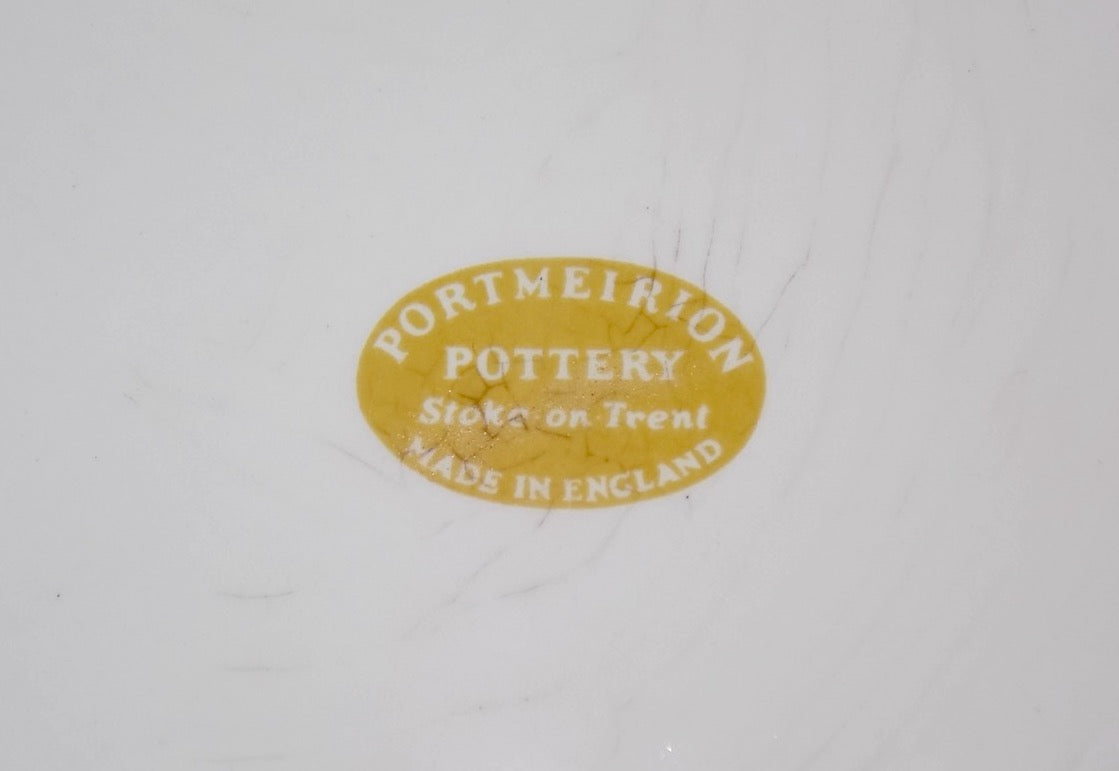 PORTMEIRION
POTTERY
Stoke-on-Trent
MADE IN ENGLAND